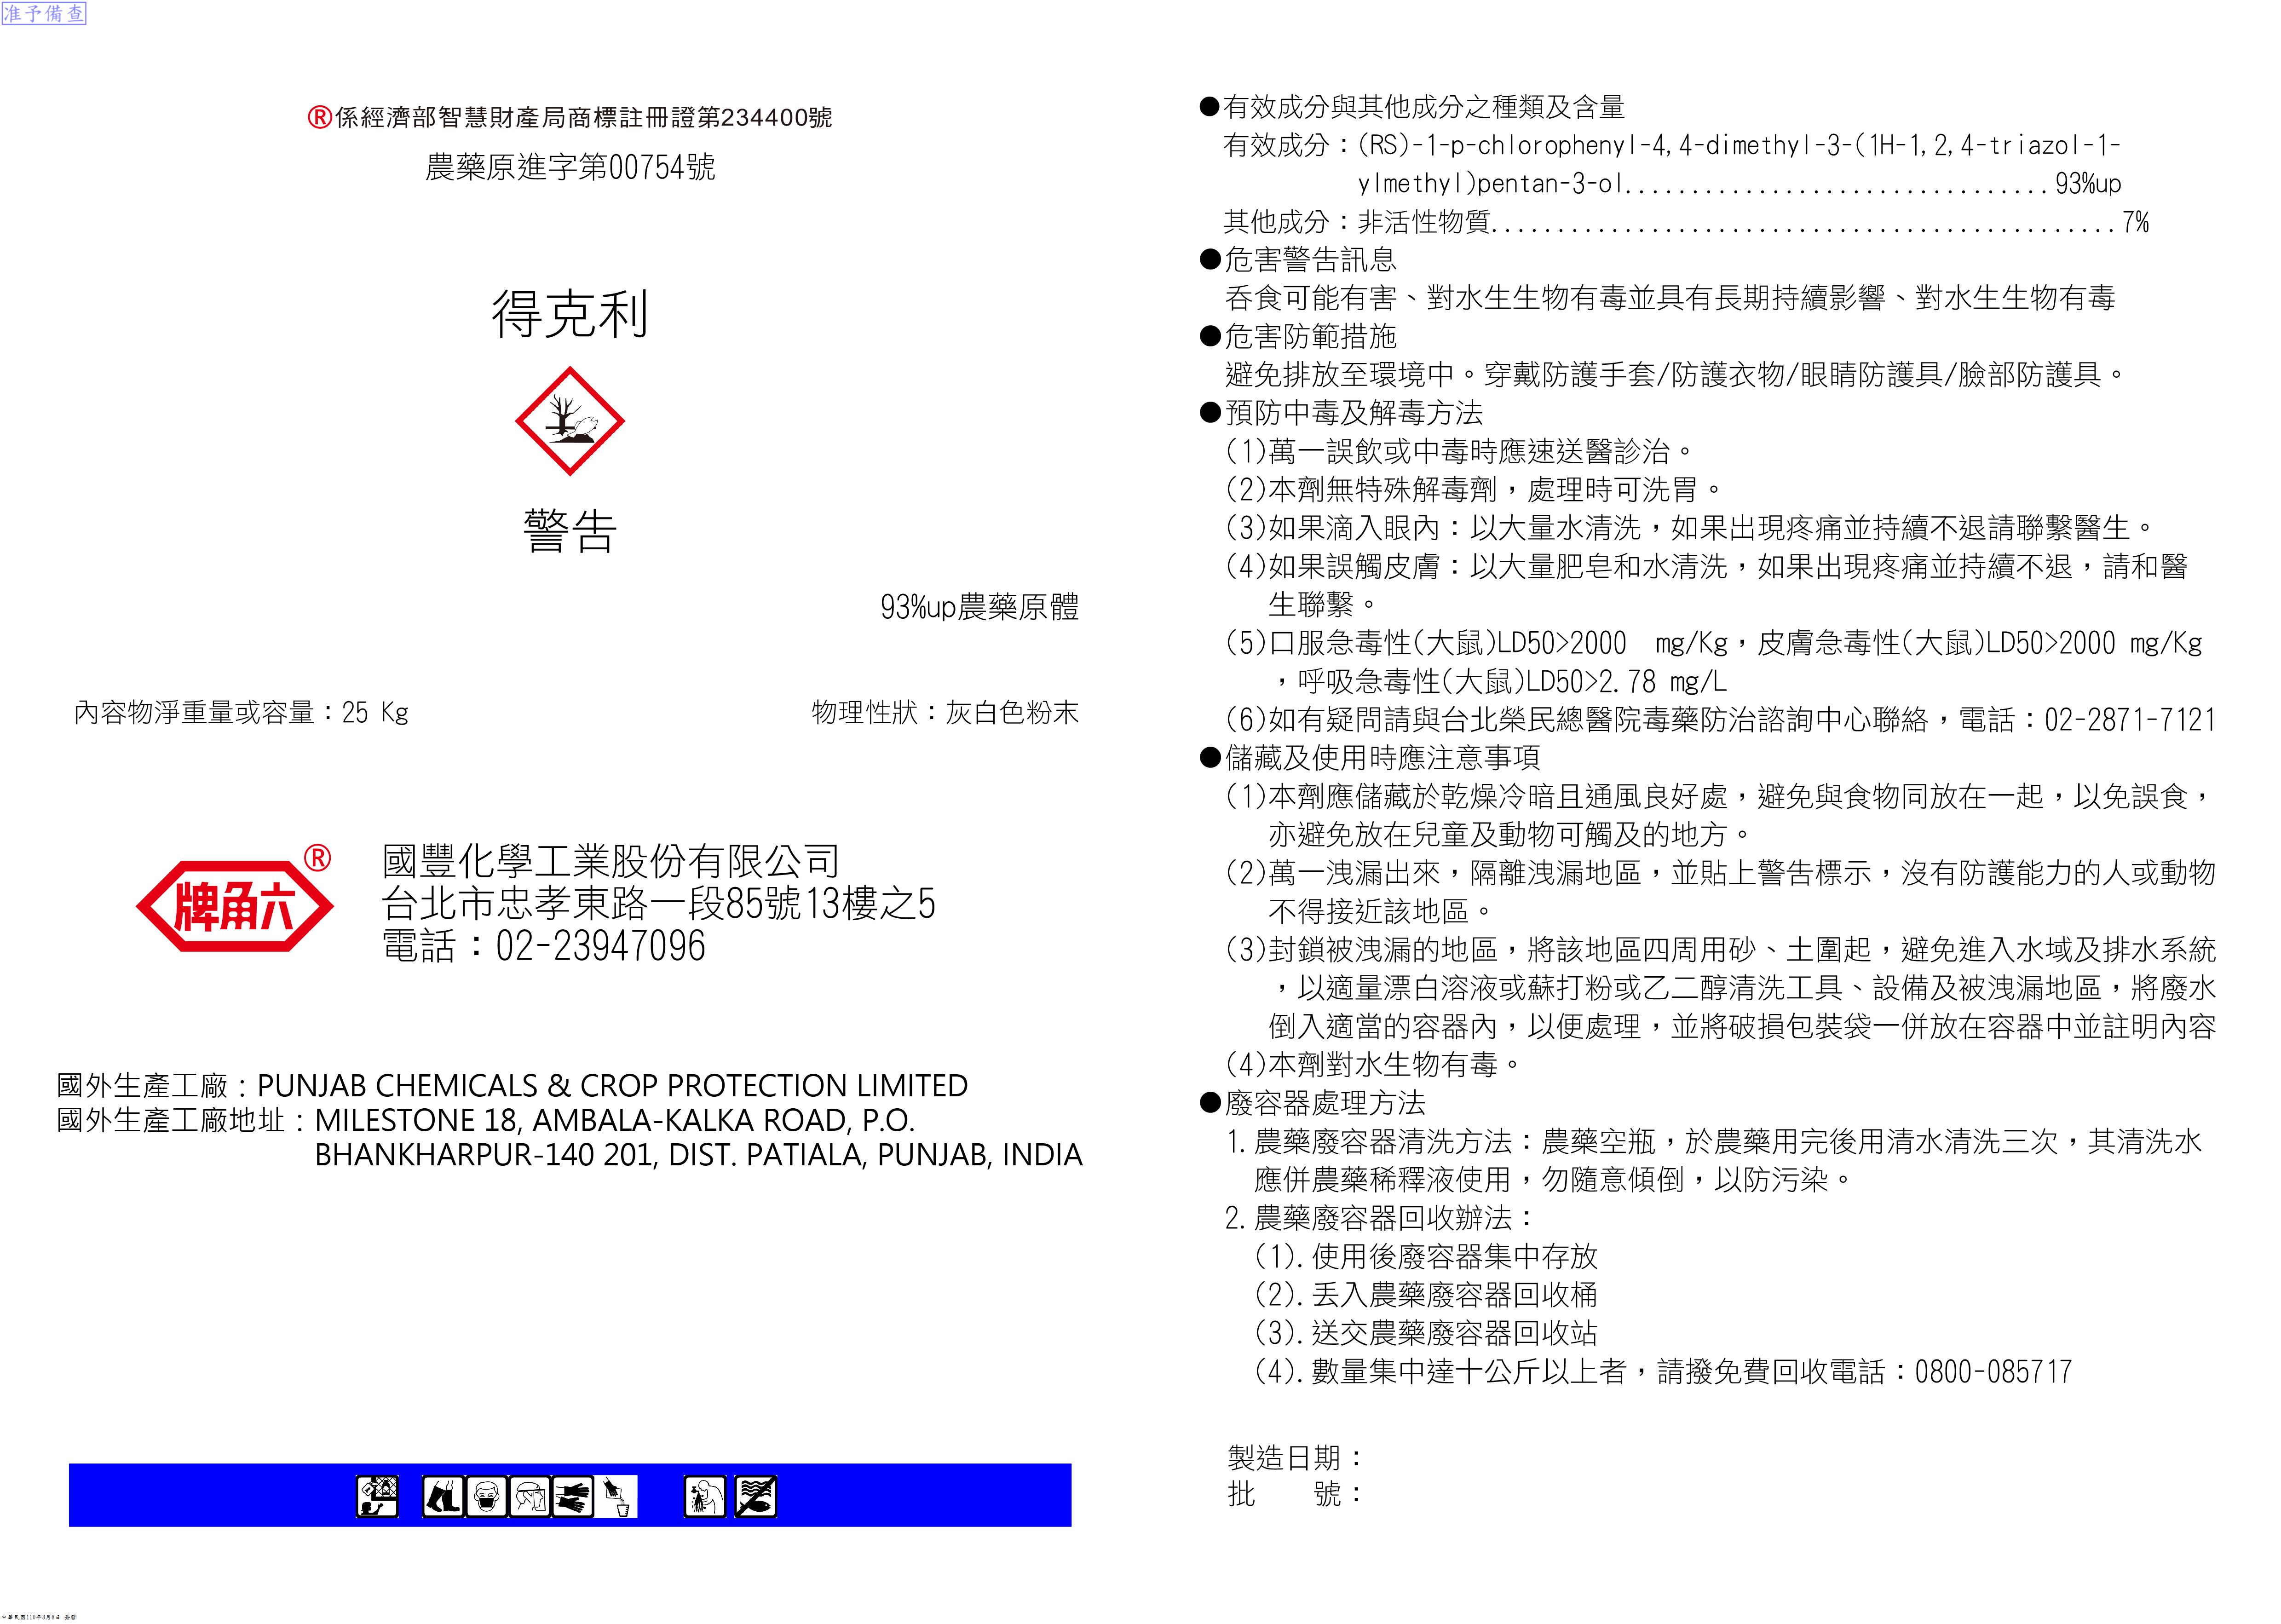 准予備查
®係經濟部智慧財產局商標註冊證第234400號
農藥原進字第00754號
得克利
警告
93%up農藥原體
內容物淨重量或容量：25 Kg
物理性狀：灰白色粉末
牌角六®
國豐化學工業股份有限公司
台北市忠孝東路一段85號13樓之5
電話：02-23947096
國外生產工廠：PUNJAB CHEMICALS & CROP PROTECTION LIMITED
國外生產工廠地址：MILESTONE 18, AMBALA-KALKA ROAD, P.O.
BHANKHARPUR-140 201, DIST. PATIALA, PUNJAB, INDIA
●有效成分與其他成分之種類及含量
有效成分：(RS)-1-p-chlorophenyl-4,4-dimethyl-3-(1H-1,2,4-triazol-1-
ylmethyl)pentan-3-ol................................93%up
其他成分：非活性物質...............................................7%
●危害警告訊息
吞食可能有害、對水生生物有毒並具有長期持續影響、對水生生物有毒
●危害防範措施
避免排放至環境中。穿戴防護手套/防護衣物/眼睛防護具/臉部防護具。
●預防中毒及解毒方法
(1)萬一誤飲或中毒時應速送醫診治。
(2)本劑無特殊解毒劑，處理時可洗胃。
(3)如果滴入眼內：以大量水清洗，如果出現疼痛並持續不退請聯繫醫生。
(4)如果誤觸皮膚：以大量肥皂和水清洗，如果出現疼痛並持續不退，請和醫
生聯繫。
(5)口服急毒性(大鼠)LD50>2000  mg/Kg，皮膚急毒性(大鼠)LD50>2000 mg/Kg
，呼吸急毒性(大鼠)LD50>2.78 mg/L
(6)如有疑問請與台北榮民總醫院毒藥防治諮詢中心聯絡，電話：02-2871-7121
●儲藏及使用時應注意事項
(1)本劑應儲藏於乾燥冷暗且通風良好處，避免與食物同放在一起，以免誤食，
亦避免放在兒童及動物可觸及的地方。
(2)萬一洩漏出來，隔離洩漏地區，並貼上警告標示，沒有防護能力的人或動物
不得接近該地區。
(3)封鎖被洩漏的地區，將該地區四周用砂、土圍起，避免進入水域及排水系統
，以適量漂白溶液或蘇打粉或乙二醇清洗工具、設備及被洩漏地區，將廢水
倒入適當的容器內，以便處理，並將破損包裝袋一併放在容器中並註明內容
(4)本劑對水生物有毒。
●廢容器處理方法
1.農藥廢容器清洗方法：農藥空瓶，於農藥用完後用清水清洗三次，其清洗水
應併農藥稀釋液使用，勿隨意傾倒，以防污染。
2.農藥廢容器回收辦法：
(1).使用後廢容器集中存放
(2).丟入農藥廢容器回收桶
(3).送交農藥廢容器回收站
(4).數量集中達十公斤以上者，請撥免費回收電話：0800-085717
製造日期：
批　　號：
中華民國110年3月8日 簽發